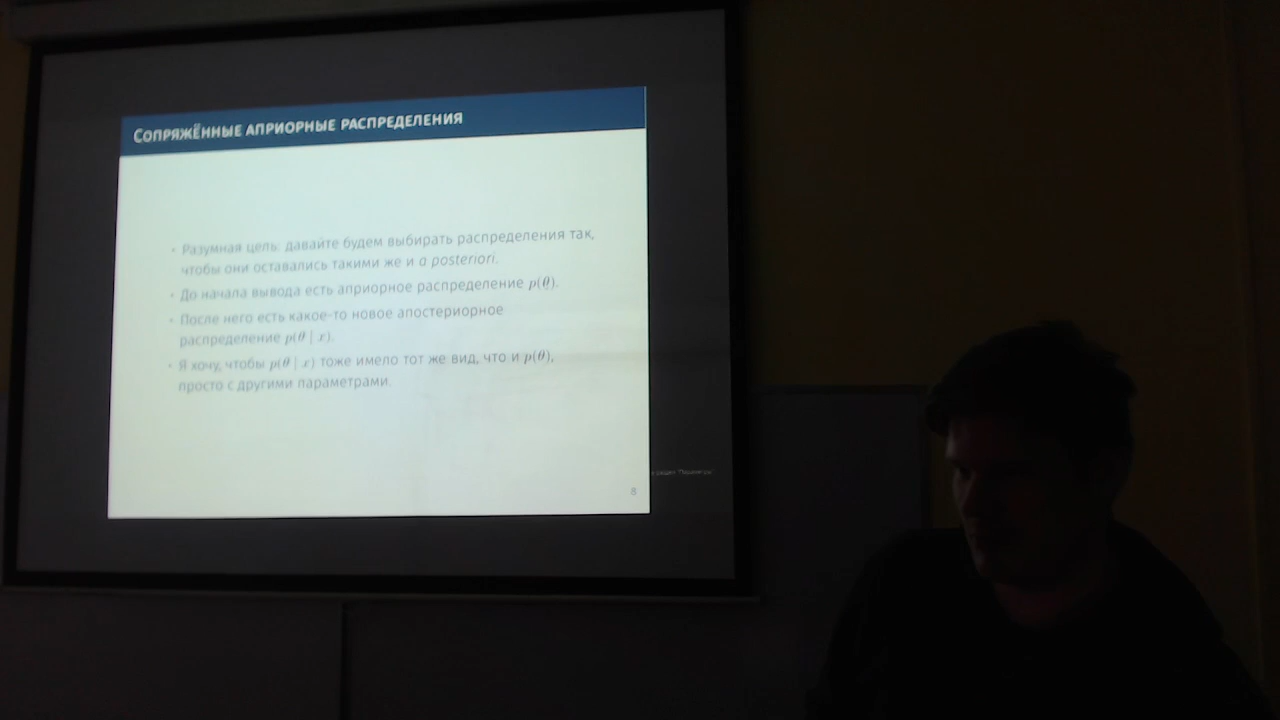 Сопряжённые априорные распределения
• Разумная цель: давайте будем выбирать распределения так,
чтобы они оставались такими же и a posteriori.
• До начала вывода есть априорное распределение p(θ).
• После него есть какое-то новое апостериорное
распределение p(θ | x).
• Я хочу, чтобы p(θ | x) тоже имело тот же вид, что и p(θ),
просто с другими параметрами.
раздел "Параметры"
8